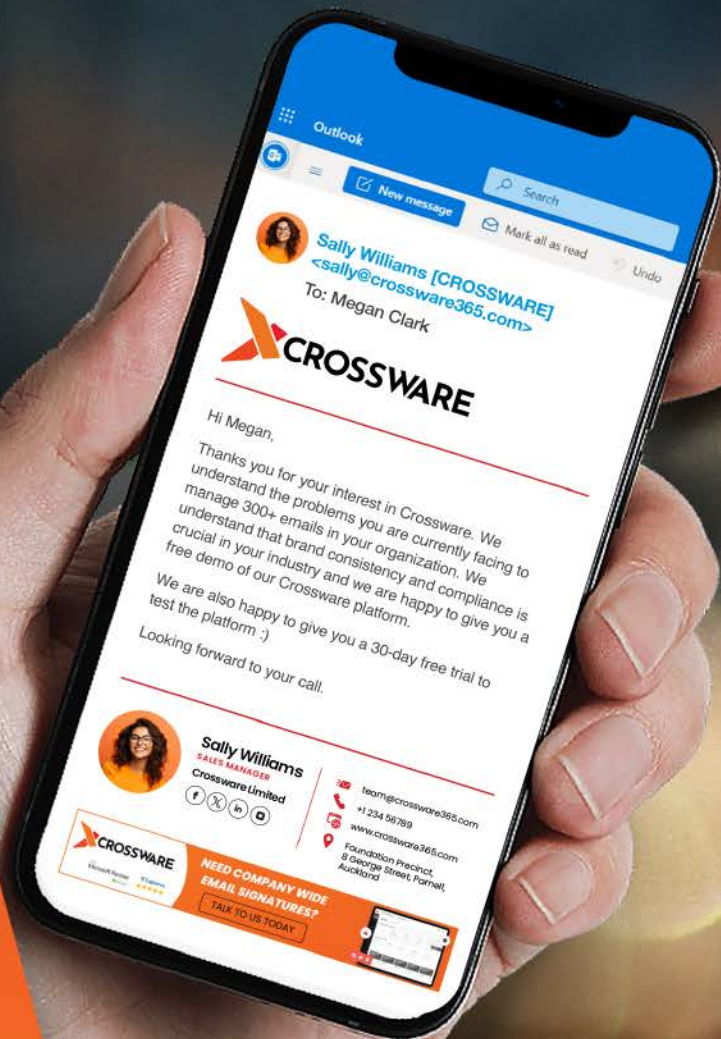 Outlook
Search
New message
Mark all as read
Undo
Sally Williams [CROSSWARE]
<sally@crossware365.com>
To: Megan Clark
CROSSWARE
Hi Megan,
Thanks you for your interest in Crossware. We
understand the problems you are currently facing to
manage 300+ emails in your organization. We
understand that brand consistency and compliance is
crucial in your industry and we are happy to give you a
free demo of our Crossware platform.
We are also happy to give you a 30-day free trial to
test the platform :)
Looking forward to your call.
Sally Williams
SALES MANAGER
Crossware Limited
team@crossware365.com
+1 234 56789
www.crossware365.com
Foundation Precinct,
8 George Street, Parnell,
Auckland
CROSSWARE
Microsoft Partner
Capterra
NEED COMPANY WIDE
EMAIL SIGNATURES?
TALK TO US TODAY